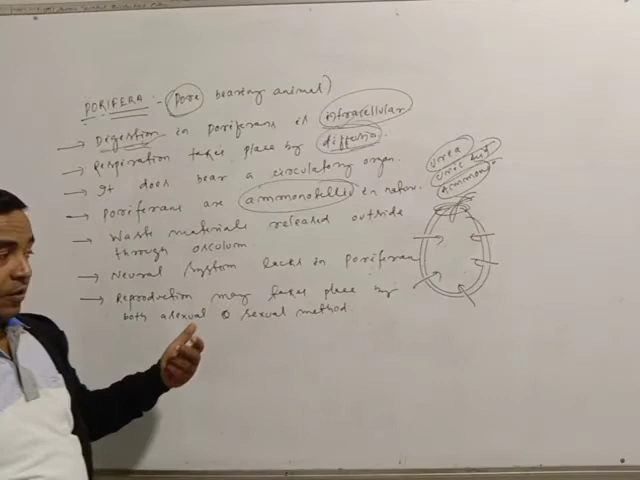 PORIFERA - (pore bearing animal)
→ Digestion in poriferans is intracellular
→ Respiration takes place by diffusion.
→ It does bear a circulatory organ.
→ Poriferans are ammonotellic in nature.
→ Waste materials released outside
through osculum
→ Neural system lacks in poriferan
→ Reproduction may takes place by
both asexual & sexual method.
Urea
Uric acid
Ammonia